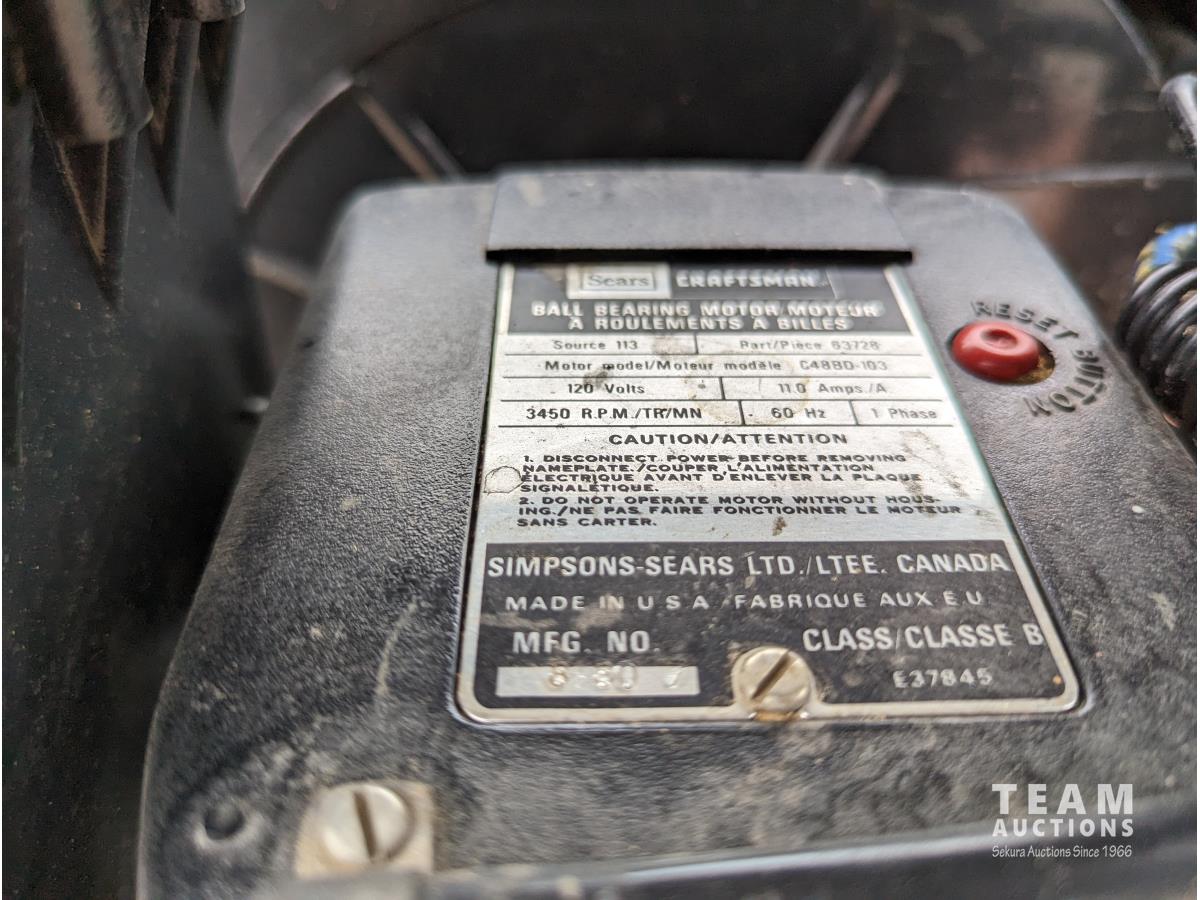 Sears CRAFTSMAN
BALL BEARING MOTOR/MOTEUR
À ROULEMENTS À BILLES
Source 113 Part/Pièce 63728
Motor model/Moteur modèle C48BD-103
120 Volts 11.0 Amps./A
3450 R.P.M./TR/MN 60 Hz 1 Phase
CAUTION/ATTENTION
1. DISCONNECT POWER BEFORE REMOVING
NAMEPLATE./COUPER L'ALIMENTATION
ÉLECTRIQUE AVANT D'ENLEVER LA PLAQUE
SIGNALÉTIQUE.
2. DO NOT OPERATE MOTOR WITHOUT HOUS-
ING./NE PAS FAIRE FONCTIONNER LE MOTEUR
SANS CARTER.
SIMPSONS-SEARS LTD./LTEE. CANADA
MADE IN U S A FABRIQUE AUX E.U
MFG. NO. CLASS/CLASSE B
E37845
RESET BUTTON
TEAM
AUCTIONS
Sekura Auctions Since 1966